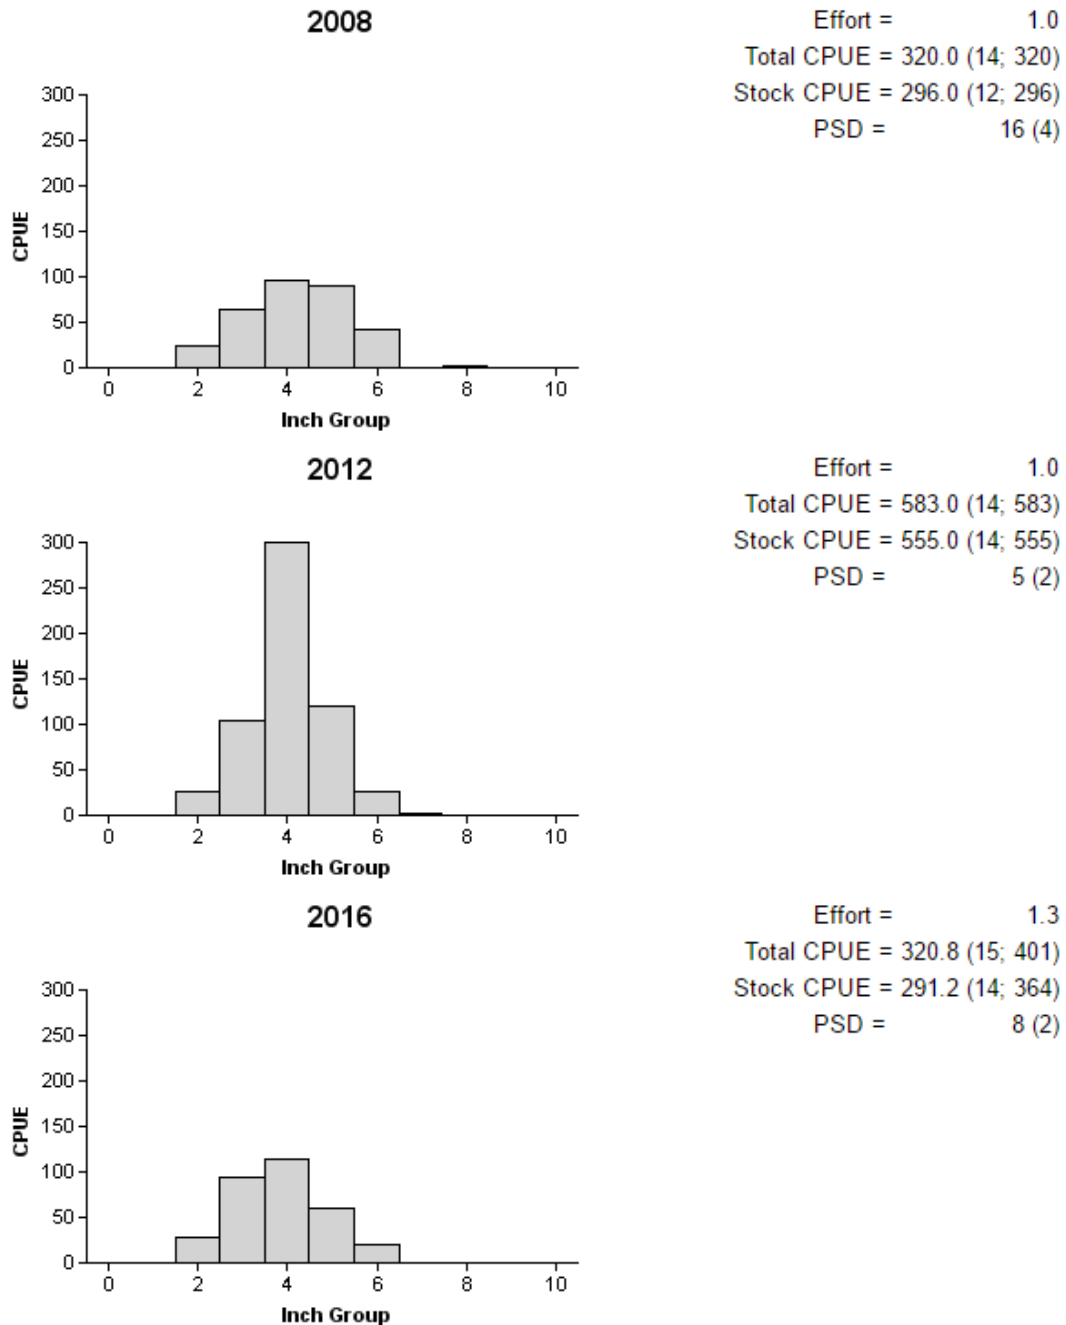 2008
Effort = 1.0
Total CPUE = 320.0 (14; 320)
Stock CPUE = 296.0 (12; 296)
PSD = 16 (4)
300
250
200
150
100
50
0
CPUE
0 2 4 6 8 10
Inch Group
2012
Effort = 1.0
Total CPUE = 583.0 (14; 583)
Stock CPUE = 555.0 (14; 555)
PSD = 5 (2)
300
250
200
150
100
50
0
CPUE
0 2 4 6 8 10
Inch Group
2016
Effort = 1.3
Total CPUE = 320.8 (15; 401)
Stock CPUE = 291.2 (14; 364)
PSD = 8 (2)
300
250
200
150
100
50
0
CPUE
0 2 4 6 8 10
Inch Group